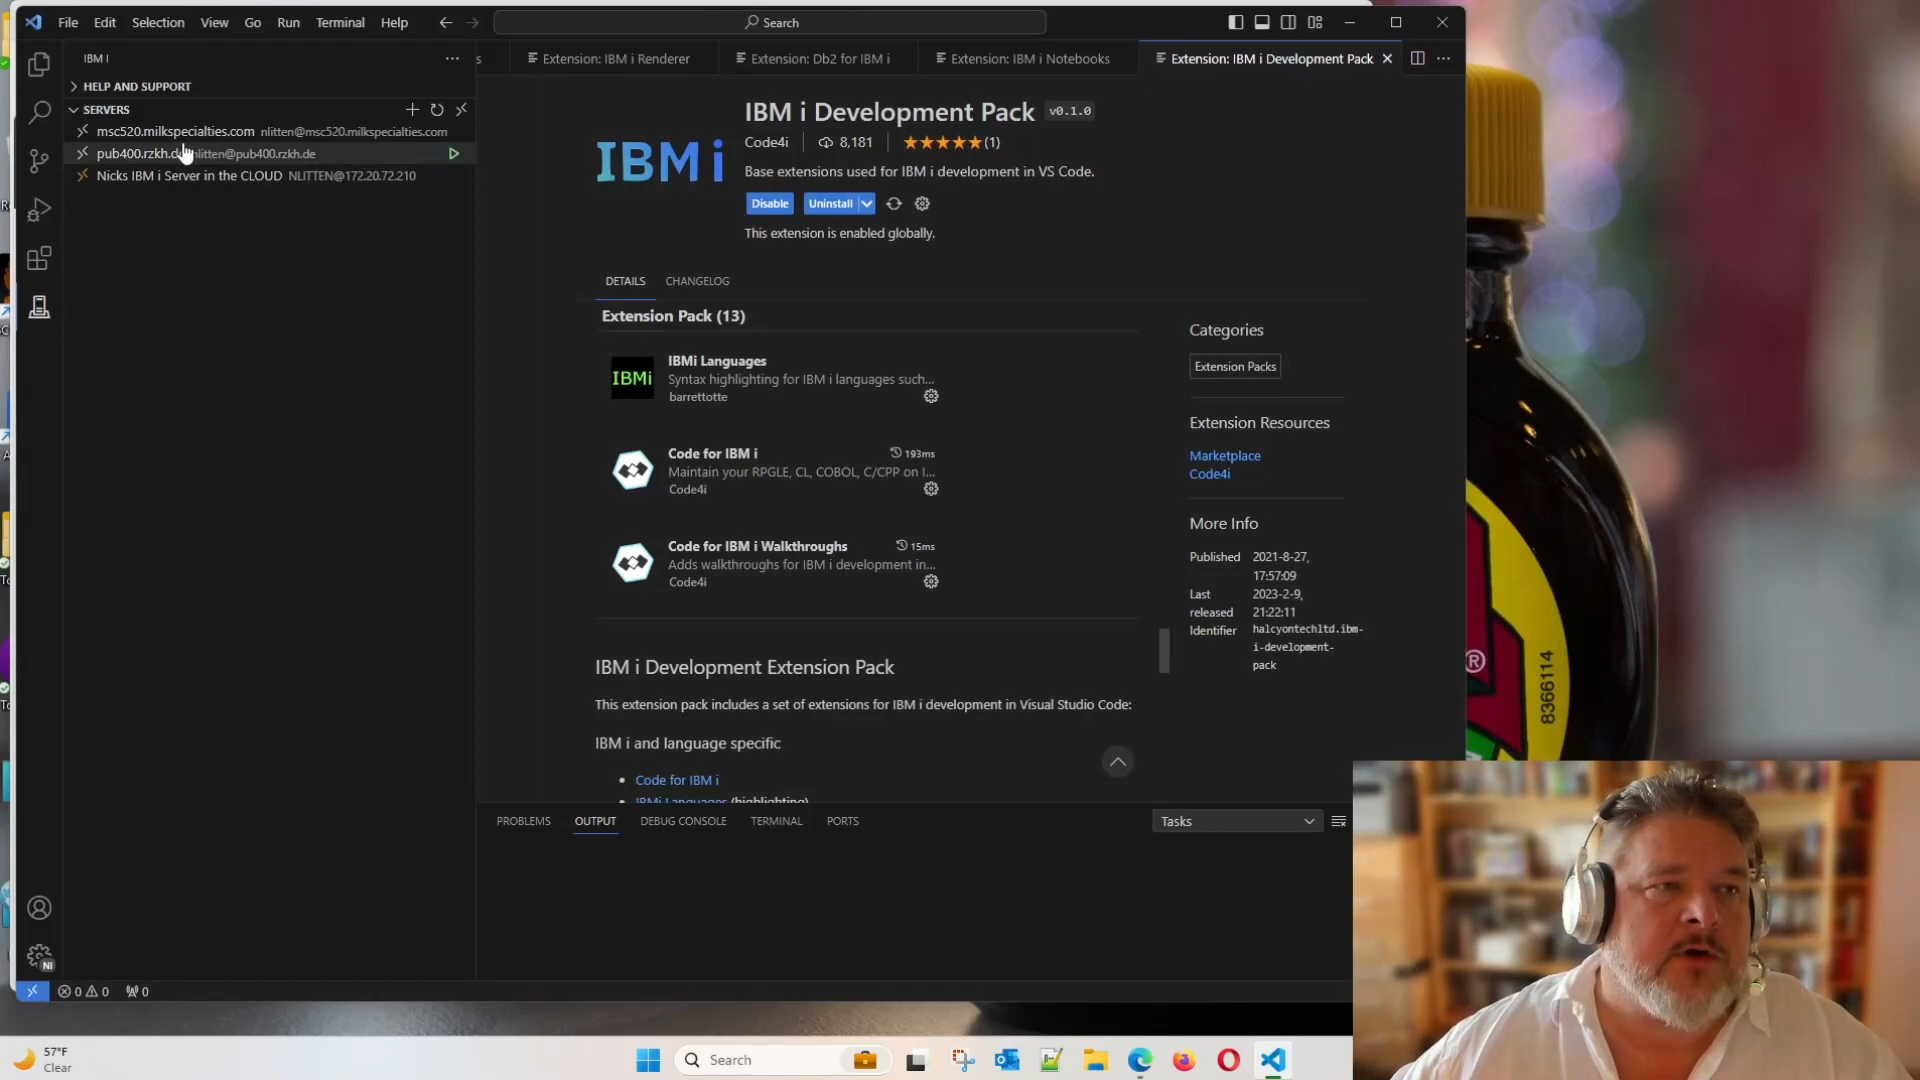 File Edit Selection View Go Run Terminal Help
Search
IBM I
HELP AND SUPPORT
SERVERS
msc520.milkspecialties.com nlitten@msc520.milkspecialties.com
pub400.rzkh.d nlitten@pub400.rzkh.de
Nicks IBM i Server in the CLOUD NLITTEN@172.20.72.210
s
Extension: IBM i Renderer
Extension: Db2 for IBM i
Extension: IBM i Notebooks
Extension: IBM i Development Pack
IBM i
IBM i Development Pack v0.1.0
Code4i 8,181 (1)
Base extensions used for IBM i development in VS Code.
Disable Uninstall
This extension is enabled globally.
DETAILS CHANGELOG
Extension Pack (13)
IBMi
IBMi Languages
Syntax highlighting for IBM i languages such...
barrettotte
Code for IBM i 193ms
Maintain your RPGLE, CL, COBOL, C/CPP on I...
Code4i
Code for IBM i Walkthroughs 15ms
Adds walkthroughs for IBM i development in...
Code4i
IBM i Development Extension Pack
This extension pack includes a set of extensions for IBM i development in Visual Studio Code:
IBM i and language specific
• Code for IBM i
• IBMi Languages (highlighting)
Categories
Extension Packs
Extension Resources
Marketplace
Code4i
More Info
Published 2021-8-27,
17:57:09
Last 2023-2-9,
released 21:22:11
Identifier halcyontechltd.ibm-
i-development-
pack
PROBLEMS OUTPUT DEBUG CONSOLE TERMINAL PORTS
Tasks
NI
0 0 0
8366114
®
57°F
Clear
Search